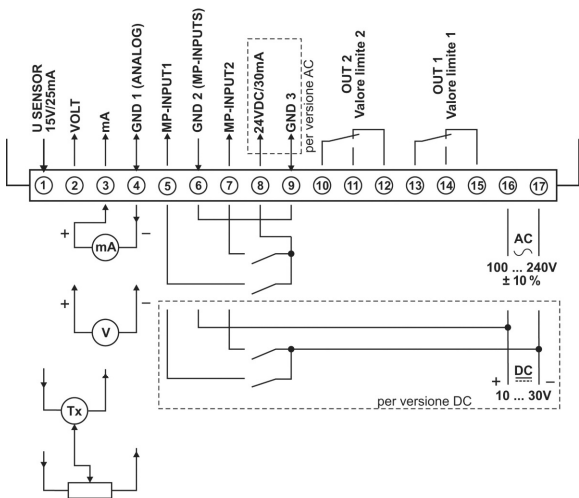 U SENSOR
15V/25mA
VOLT
mA
GND 1 (ANALOG)
MP-INPUT1
GND 2 (MP-INPUTS)
MP-INPUT2
24VDC/30mA
GND 3
per versione AC
OUT 2
Valore limite 2
OUT 1
Valore limite 1
1 2 3 4 5 6 7 8 9 10 11 12 13 14 15 16 17
+ mA −
AC
100 ... 240V
± 10 %
+ V −
Tx
+ DC −
10 ... 30V
per versione DC